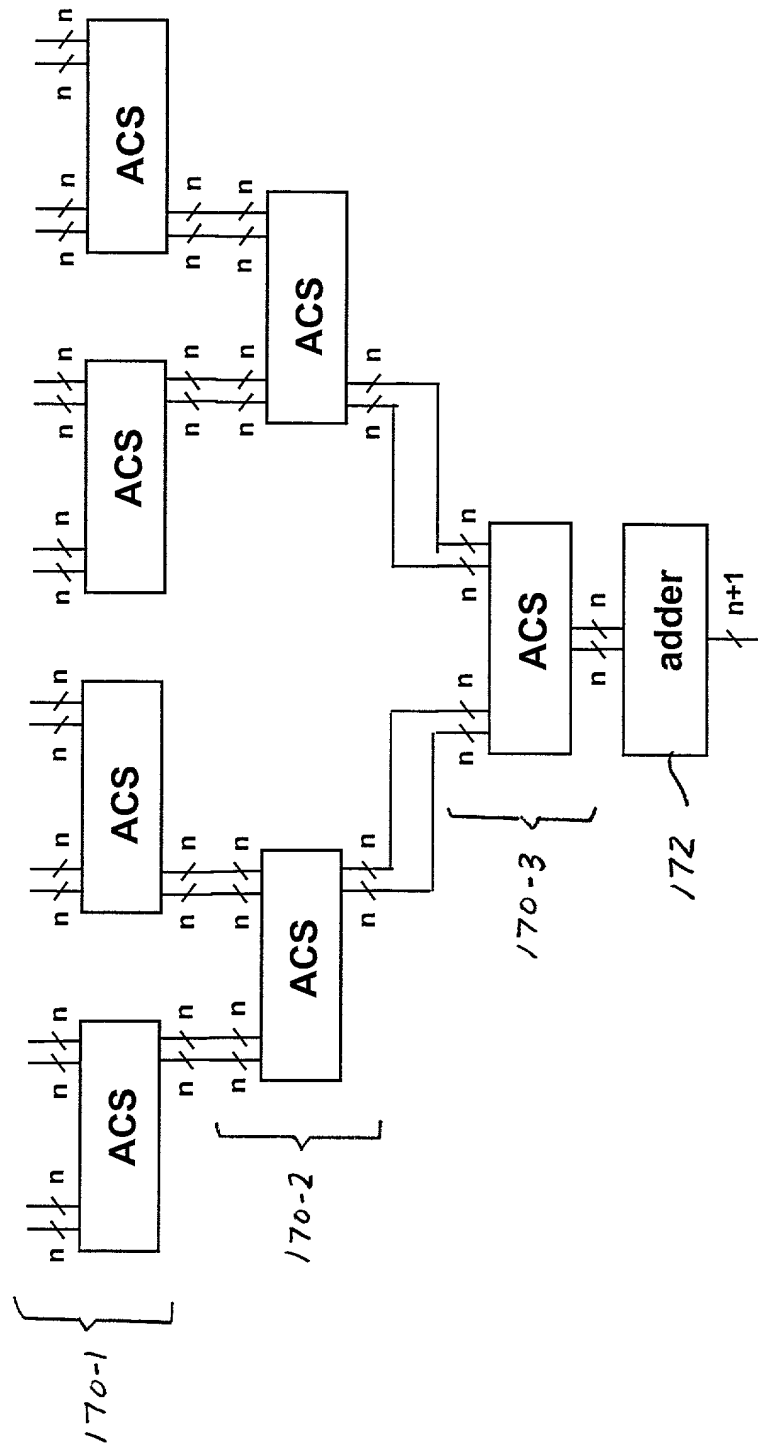 n n n n n n n n n n n n n n n n
170-1 ACS ACS ACS ACS
n n n n n n n n
n n n n n n n n
170-2 ACS ACS
n n n n
n n n n
170-3 ACS
n n
172 adder
n+1